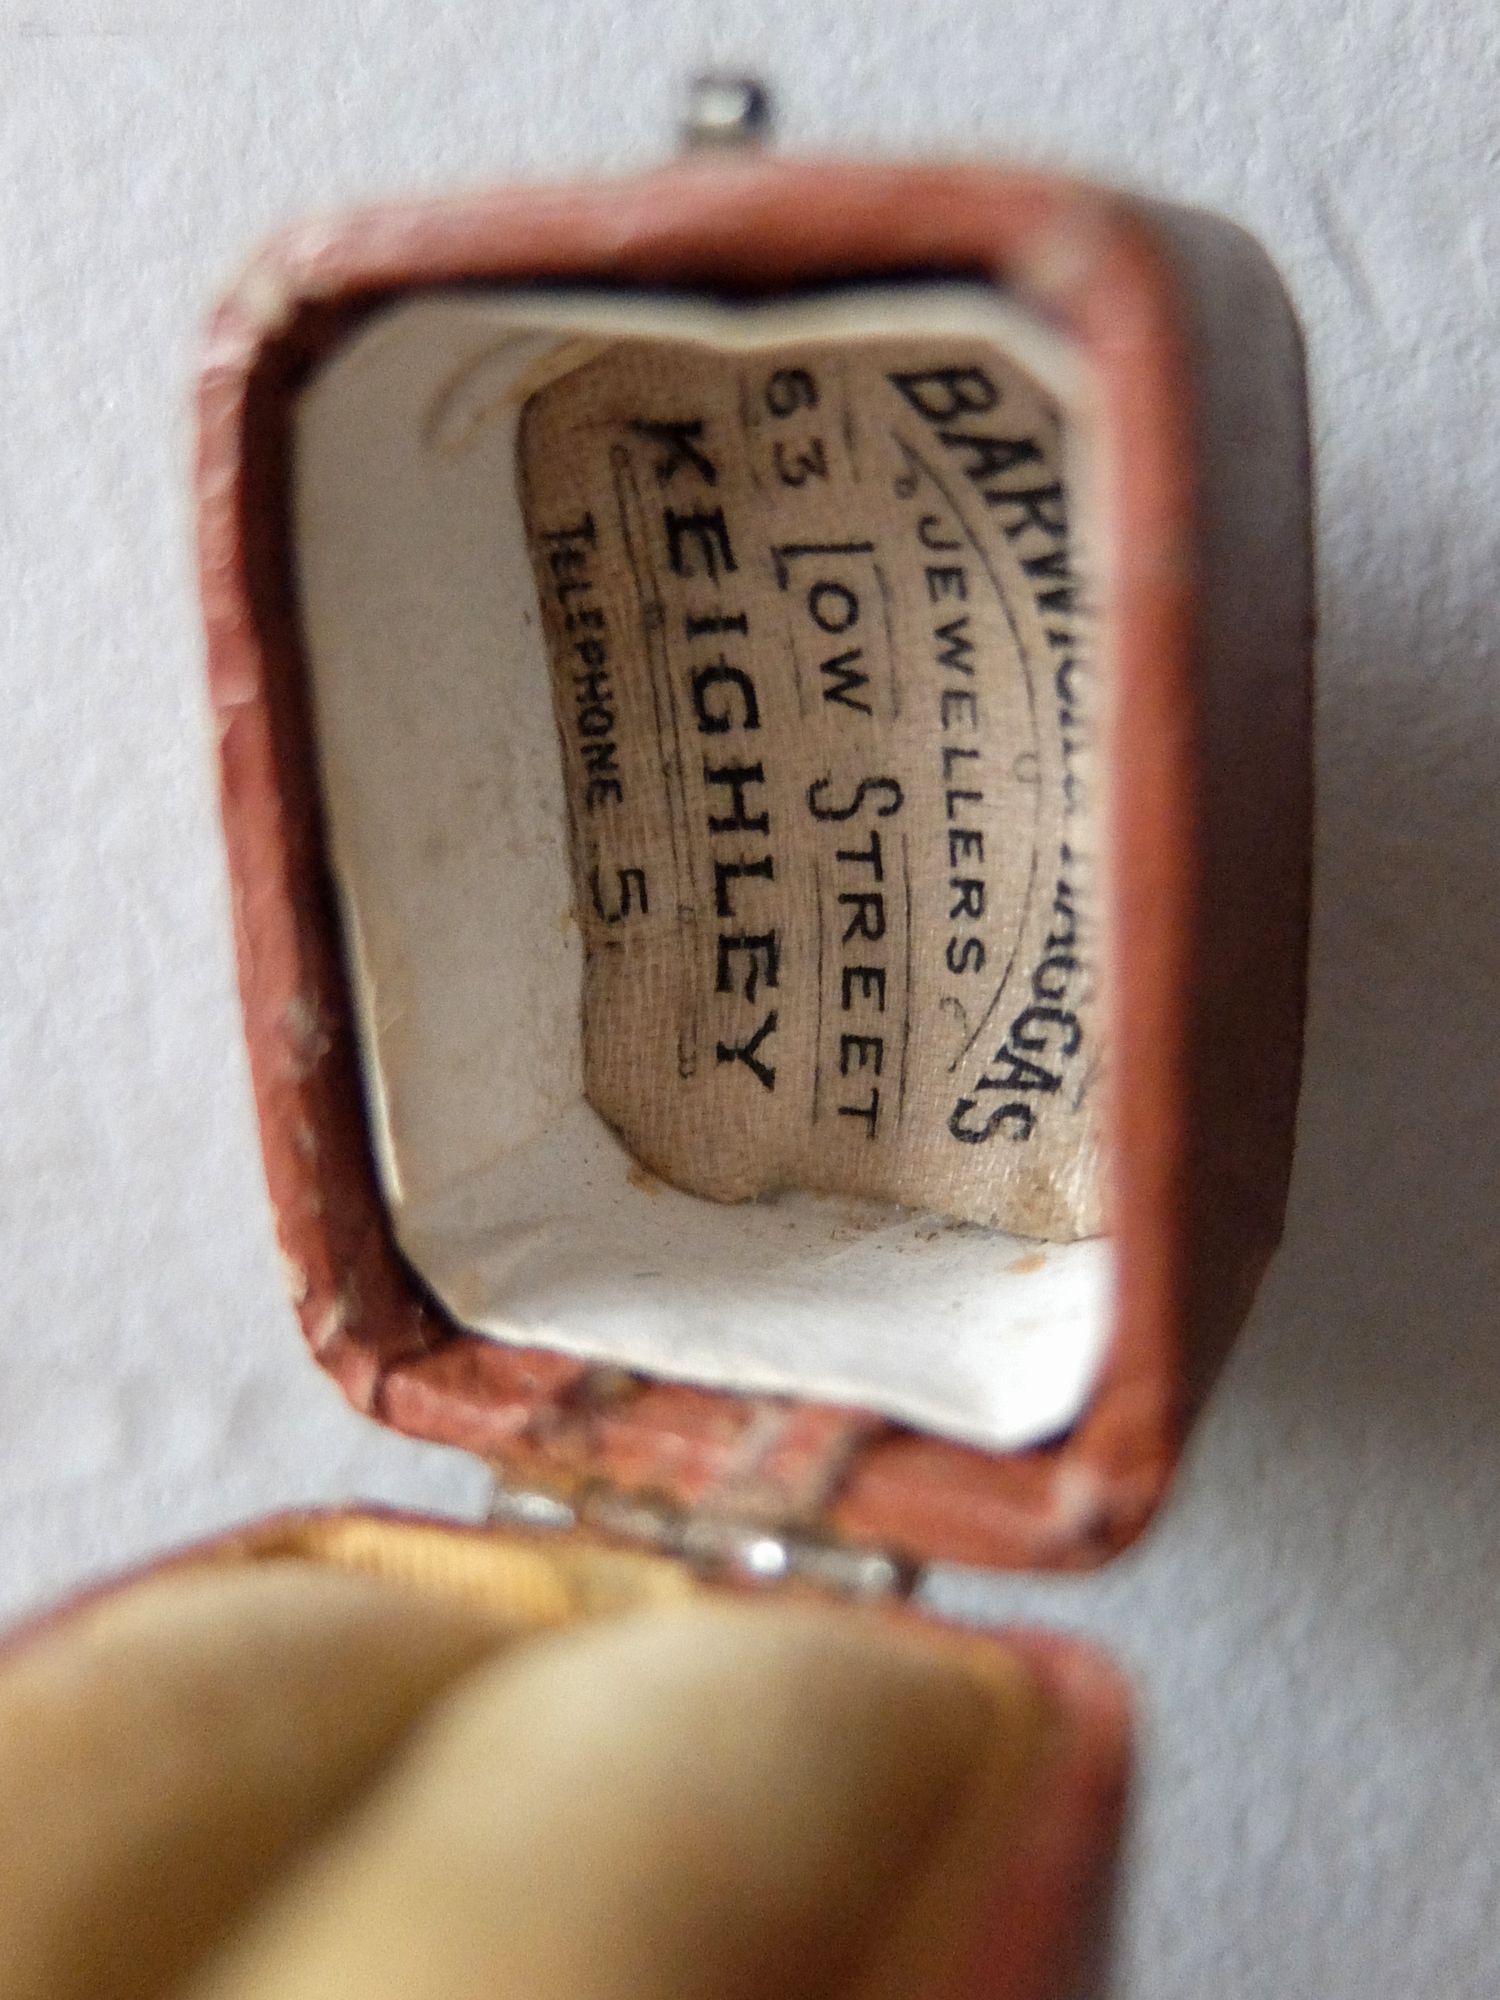 JEWELLERS
63 LOW STREET
KEIGHLEY
TELEPHONE 5